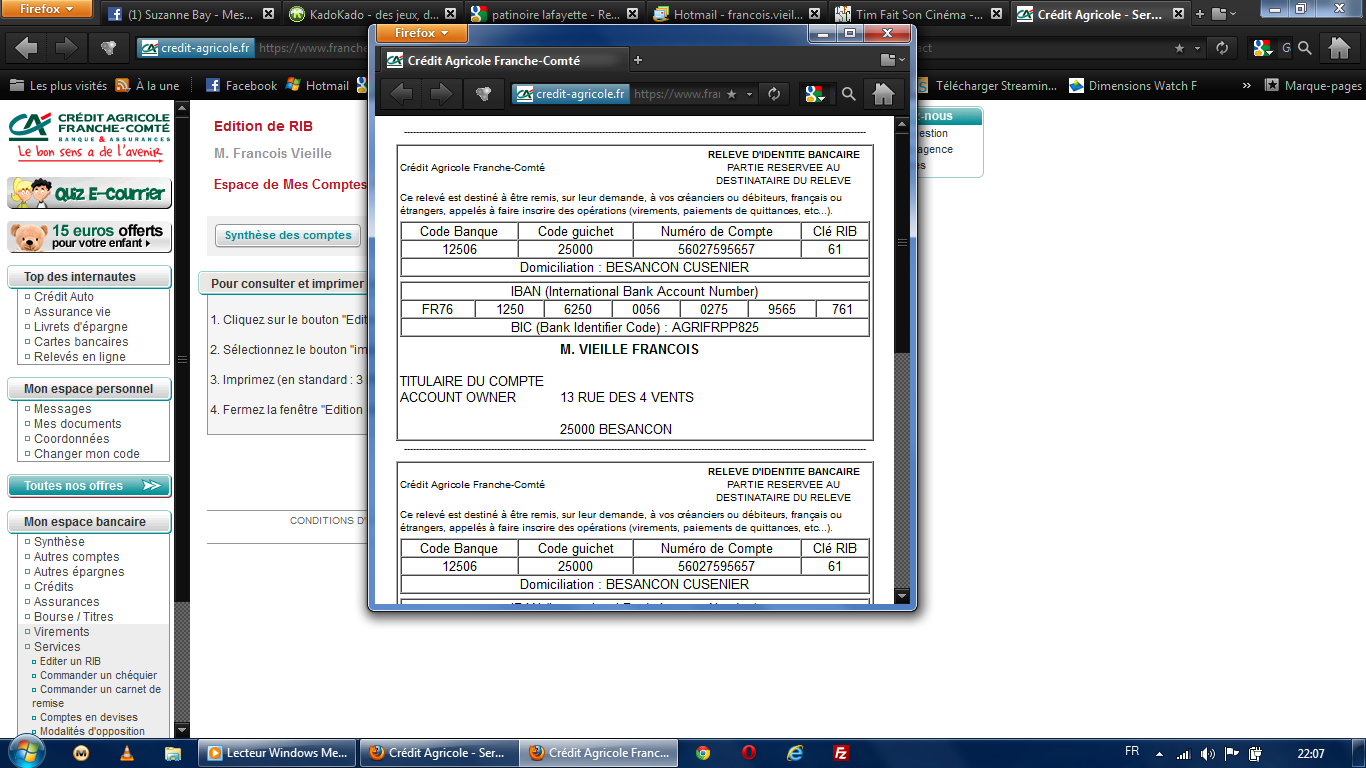 Firefox
(1) Suzanne Bay - Mes...
KadoKado - des jeux, d...
patinoire lafayette - Re...
Hotmail - francois.vieil...
Tim Fait Son Cinéma -...
Crédit Agricole - Ser...
credit-agricole.fr
https://www.franche
act
G
Les plus visités
À la une
Facebook
Hotmail
Télécharger Streamin...
Dimensions Watch F
»
Marque-pages
CRÉDIT AGRICOLE
FRANCHE-COMTÉ
BANQUE & ASSURANCES
Le bon sens a de l'avenir
Quiz E-Courrier
15 euros offerts
pour votre enfant
Top des internautes
Crédit Auto
Assurance vie
Livrets d'épargne
Cartes bancaires
Relevés en ligne
Mon espace personnel
Messages
Mes documents
Coordonnées
Changer mon code
Toutes nos offres >>
Mon espace bancaire
Synthèse
Autres comptes
Autres épargnes
Crédits
Assurances
Bourse / Titres
Virements
Services
Editer un RIB
Commander un chéquier
Commander un carnet de
remise
Comptes en devises
Modalités d'opposition
Edition de RIB
M. Francois Vieille
Espace de Mes Comptes
Synthèse des comptes
Pour consulter et imprimer
1. Cliquez sur le bouton "Edit
2. Sélectionnez le bouton "im
3. Imprimez (en standard : 3
4. Fermez la fenêtre "Edition
CONDITIONS D'
z-nous
estion
agence
es
Firefox
Crédit Agricole Franche-Comté
credit-agricole.fr
https://www.fran
Crédit Agricole Franche-Comté
RELEVE D'IDENTITE BANCAIRE
PARTIE RESERVEE AU
DESTINATAIRE DU RELEVE
Ce relevé est destiné à être remis, sur leur demande, à vos créanciers ou débiteurs, français ou
étrangers, appelés à faire inscrire des opérations (virements, paiements de quittances, etc...).
Code Banque Code guichet Numéro de Compte Clé RIB
12506 25000 56027595657 61
Domiciliation : BESANCON CUSENIER
IBAN (International Bank Account Number)
FR76 1250 6250 0056 0275 9565 761
BIC (Bank Identifier Code) : AGRIFRPP825
M. VIEILLE FRANCOIS
TITULAIRE DU COMPTE
ACCOUNT OWNER 13 RUE DES 4 VENTS
25000 BESANCON
Crédit Agricole Franche-Comté
RELEVE D'IDENTITE BANCAIRE
PARTIE RESERVEE AU
DESTINATAIRE DU RELEVE
Ce relevé est destiné à être remis, sur leur demande, à vos créanciers ou débiteurs, français ou
étrangers, appelés à faire inscrire des opérations (virements, paiements de quittances, etc...).
Code Banque Code guichet Numéro de Compte Clé RIB
12506 25000 56027595657 61
Domiciliation : BESANCON CUSENIER
Lecteur Windows Me...
Crédit Agricole - Ser...
Crédit Agricole Franc...
FR
22:07